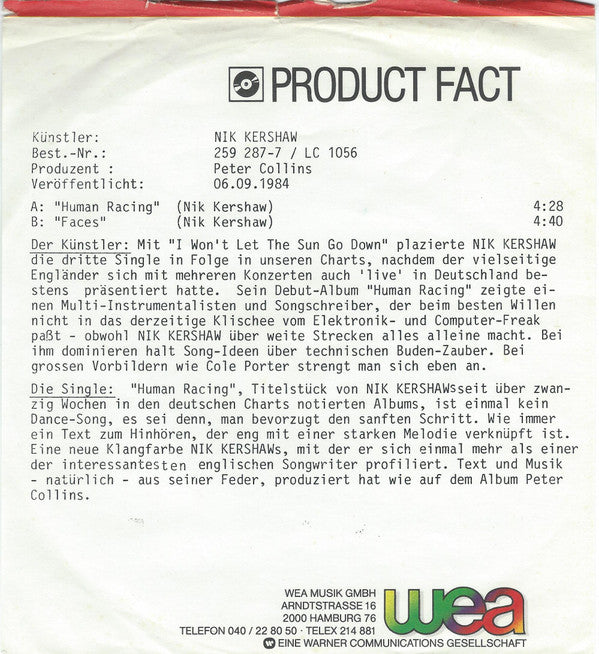 PRODUCT FACT
Künstler: NIK KERSHAW
Best.-Nr.: 259 287-7 / LC 1056
Produzent : Peter Collins
Veröffentlicht: 06.09.1984
A: "Human Racing" (Nik Kershaw) 4:28
B: "Faces" (Nik Kershaw) 4:40
Der Künstler: Mit "I Won't Let The Sun Go Down" plazierte NIK KERSHAW
die dritte Single in Folge in unseren Charts, nachdem der vielseitige
Engländer sich mit mehreren Konzerten auch 'live' in Deutschland be-
stens präsentiert hatte. Sein Debut-Album "Human Racing" zeigte ei-
nen Multi-Instrumentalisten und Songschreiber, der beim besten Willen
nicht in das derzeitige Klischee vom Elektronik- und Computer-Freak
paßt - obwohl NIK KERSHAW über weite Strecken alles alleine macht. Bei
ihm dominieren halt Song-Ideen über technischen Buden-Zauber. Bei
grossen Vorbildern wie Cole Porter strengt man sich eben an.
Die Single: "Human Racing", Titelstück von NIK KERSHAWsseit über zwan-
zig Wochen in den deutschen Charts notierten Albums, ist einmal kein
Dance-Song, es sei denn, man bevorzugt den sanften Schritt. Wie immer
ein Text zum Hinhören, der eng mit einer starken Melodie verknüpft ist.
Eine neue Klangfarbe NIK KERSHAWs, mit der er sich einmal mehr als einer
der interessantesten englischen Songwriter profiliert. Text und Musik
- natürlich - aus seiner Feder, produziert hat wie auf dem Album Peter
Collins.
WEA MUSIK GMBH
ARNDTSTRASSE 16
2000 HAMBURG 76
TELEFON 040 / 22 80 50 · TELEX 214 881
EINE WARNER COMMUNICATIONS GESELLSCHAFT
wea